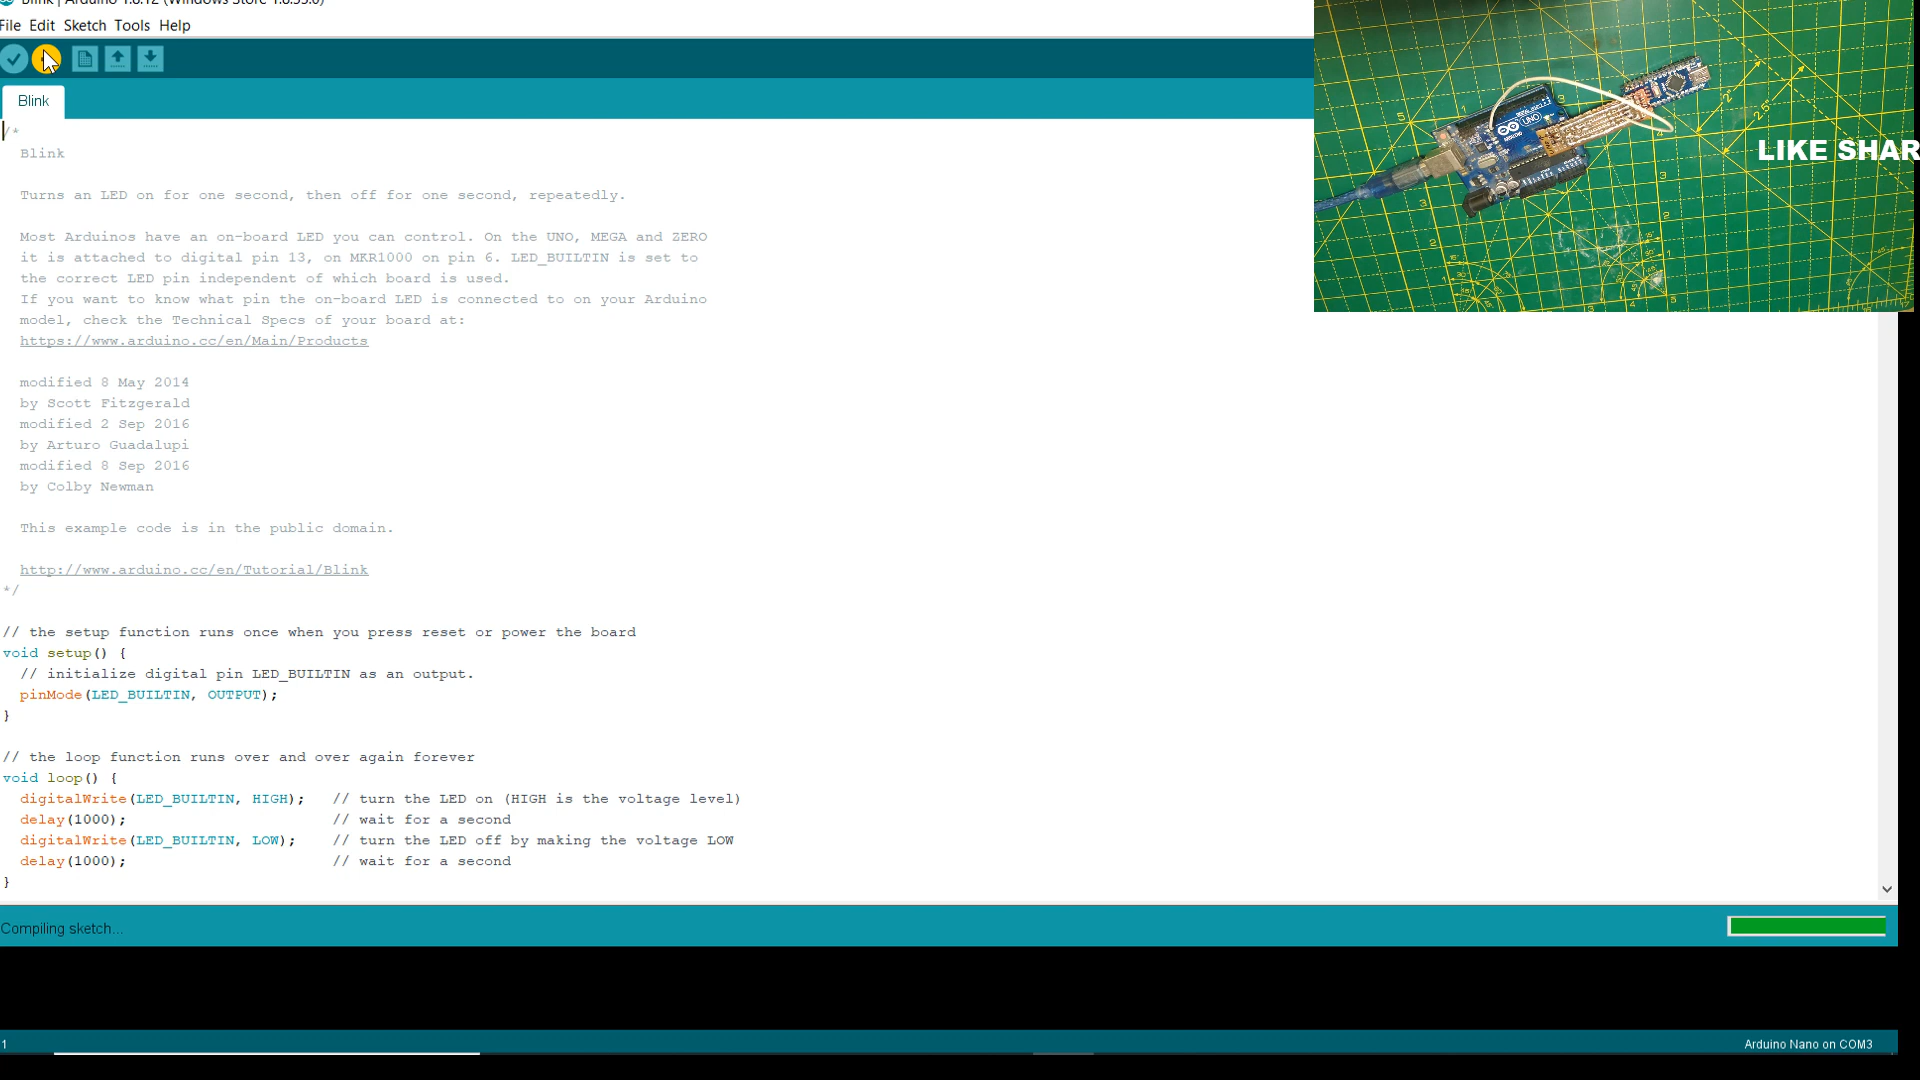 Blink | Arduino 1.8.12 (Windows Store 1.8.33.0)
File Edit Sketch Tools Help
LIKE SHAR
Blink
/*
Blink
Turns an LED on for one second, then off for one second, repeatedly.
Most Arduinos have an on-board LED you can control. On the UNO, MEGA and ZERO
it is attached to digital pin 13, on MKR1000 on pin 6. LED_BUILTIN is set to
the correct LED pin independent of which board is used.
If you want to know what pin the on-board LED is connected to on your Arduino
model, check the Technical Specs of your board at:
https://www.arduino.cc/en/Main/Products
modified 8 May 2014
by Scott Fitzgerald
modified 2 Sep 2016
by Arturo Guadalupi
modified 8 Sep 2016
by Colby Newman
This example code is in the public domain.
http://www.arduino.cc/en/Tutorial/Blink
*/
// the setup function runs once when you press reset or power the board
void setup() {
// initialize digital pin LED_BUILTIN as an output.
pinMode(LED_BUILTIN, OUTPUT);
}
// the loop function runs over and over again forever
void loop() {
digitalWrite(LED_BUILTIN, HIGH); // turn the LED on (HIGH is the voltage level)
delay(1000); // wait for a second
digitalWrite(LED_BUILTIN, LOW); // turn the LED off by making the voltage LOW
delay(1000); // wait for a second
}
Compiling sketch...
1
Arduino Nano on COM3